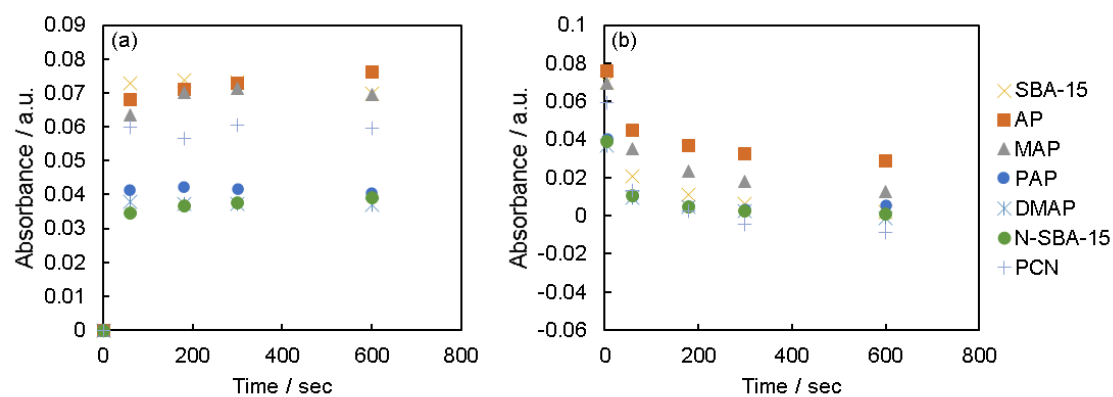 (a)
Absorbance / a.u.
0.09
0.08
0.07
0.06
0.05
0.04
0.03
0.02
0.01
0
0 200 400 600 800
Time / sec
(b)
Absorbance / a.u.
0.1
0.08
0.06
0.04
0.02
0
-0.02
-0.04
-0.06
0 200 400 600 800
Time / sec
SBA-15
AP
MAP
PAP
DMAP
N-SBA-15
PCN